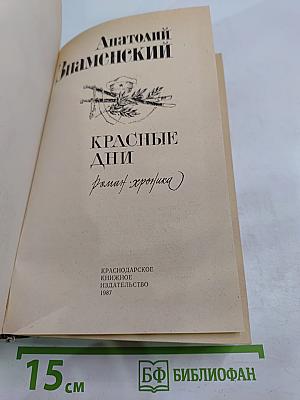 Анатолий
Знаменский
КРАСНЫЕ
ДНИ
роман-хроника
КРАСНОДАРСКОЕ
КНИЖНОЕ
ИЗДАТЕЛЬСТВО
1987
15 см
БФ БИБЛИОФАН